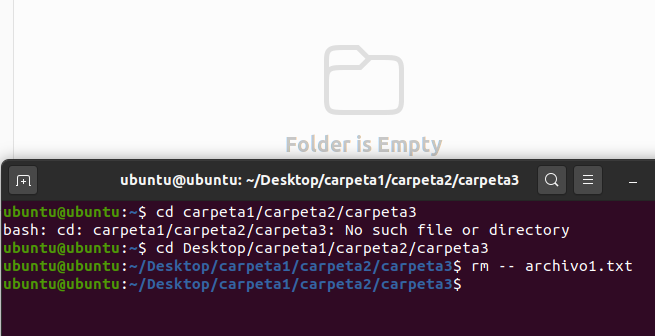 Folder is Empty
ubuntu@ubuntu: ~/Desktop/carpeta1/carpeta2/carpeta3
ubuntu@ubuntu:~$ cd carpeta1/carpeta2/carpeta3
bash: cd: carpeta1/carpeta2/carpeta3: No such file or directory
ubuntu@ubuntu:~$ cd Desktop/carpeta1/carpeta2/carpeta3
ubuntu@ubuntu:~/Desktop/carpeta1/carpeta2/carpeta3$ rm -- archivo1.txt
ubuntu@ubuntu:~/Desktop/carpeta1/carpeta2/carpeta3$